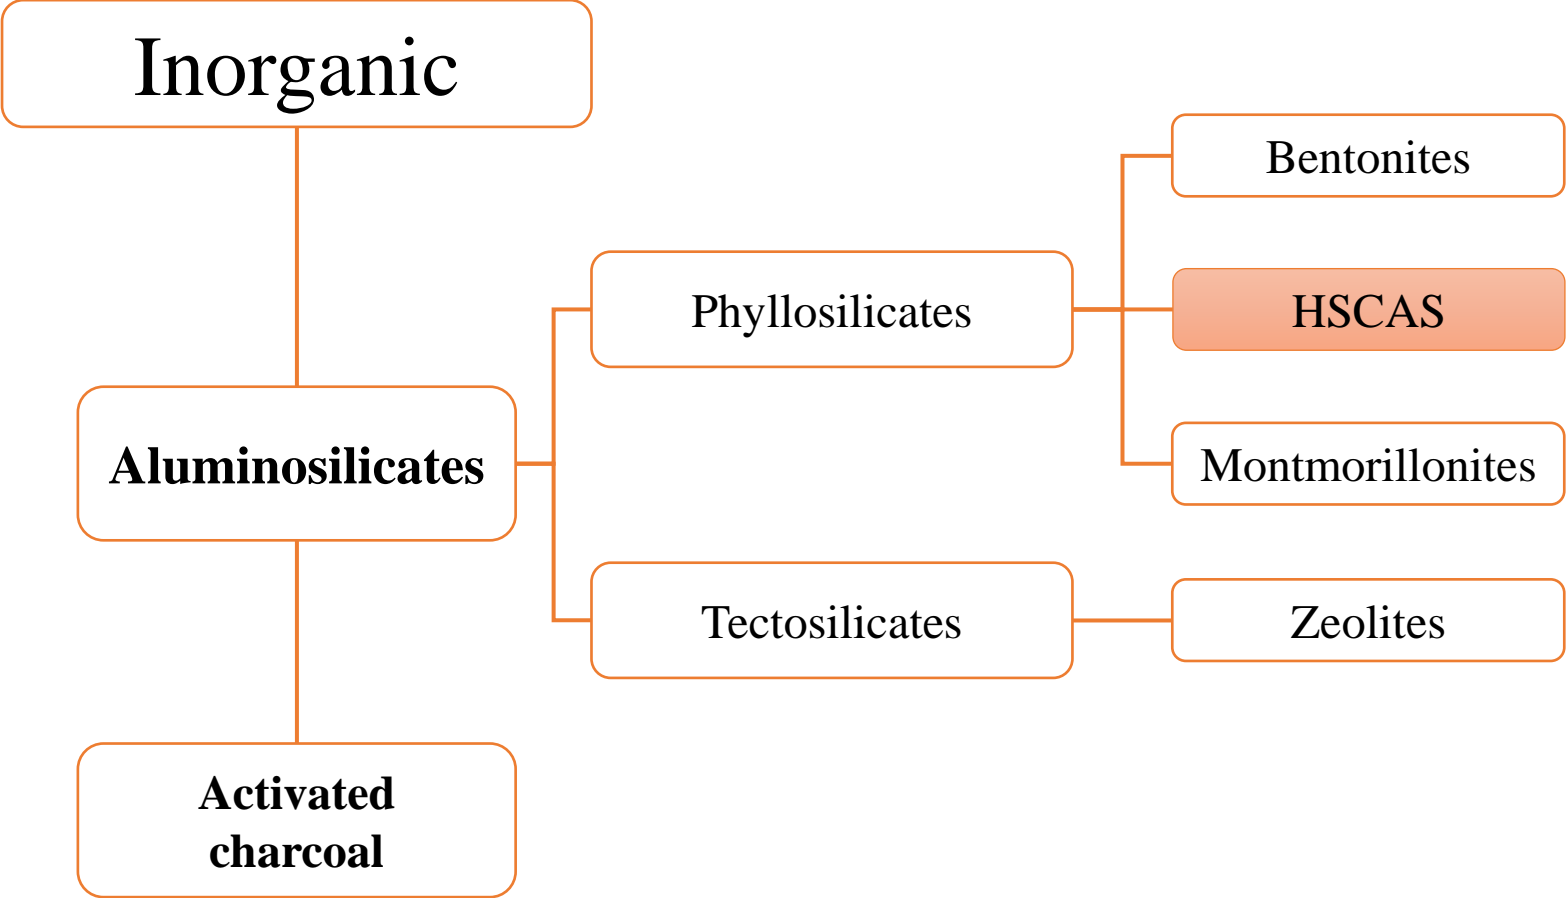 Inorganic
Aluminosilicates
Activated
charcoal
Phyllosilicates
Tectosilicates
Bentonites
HSCAS
Montmorillonites
Zeolites